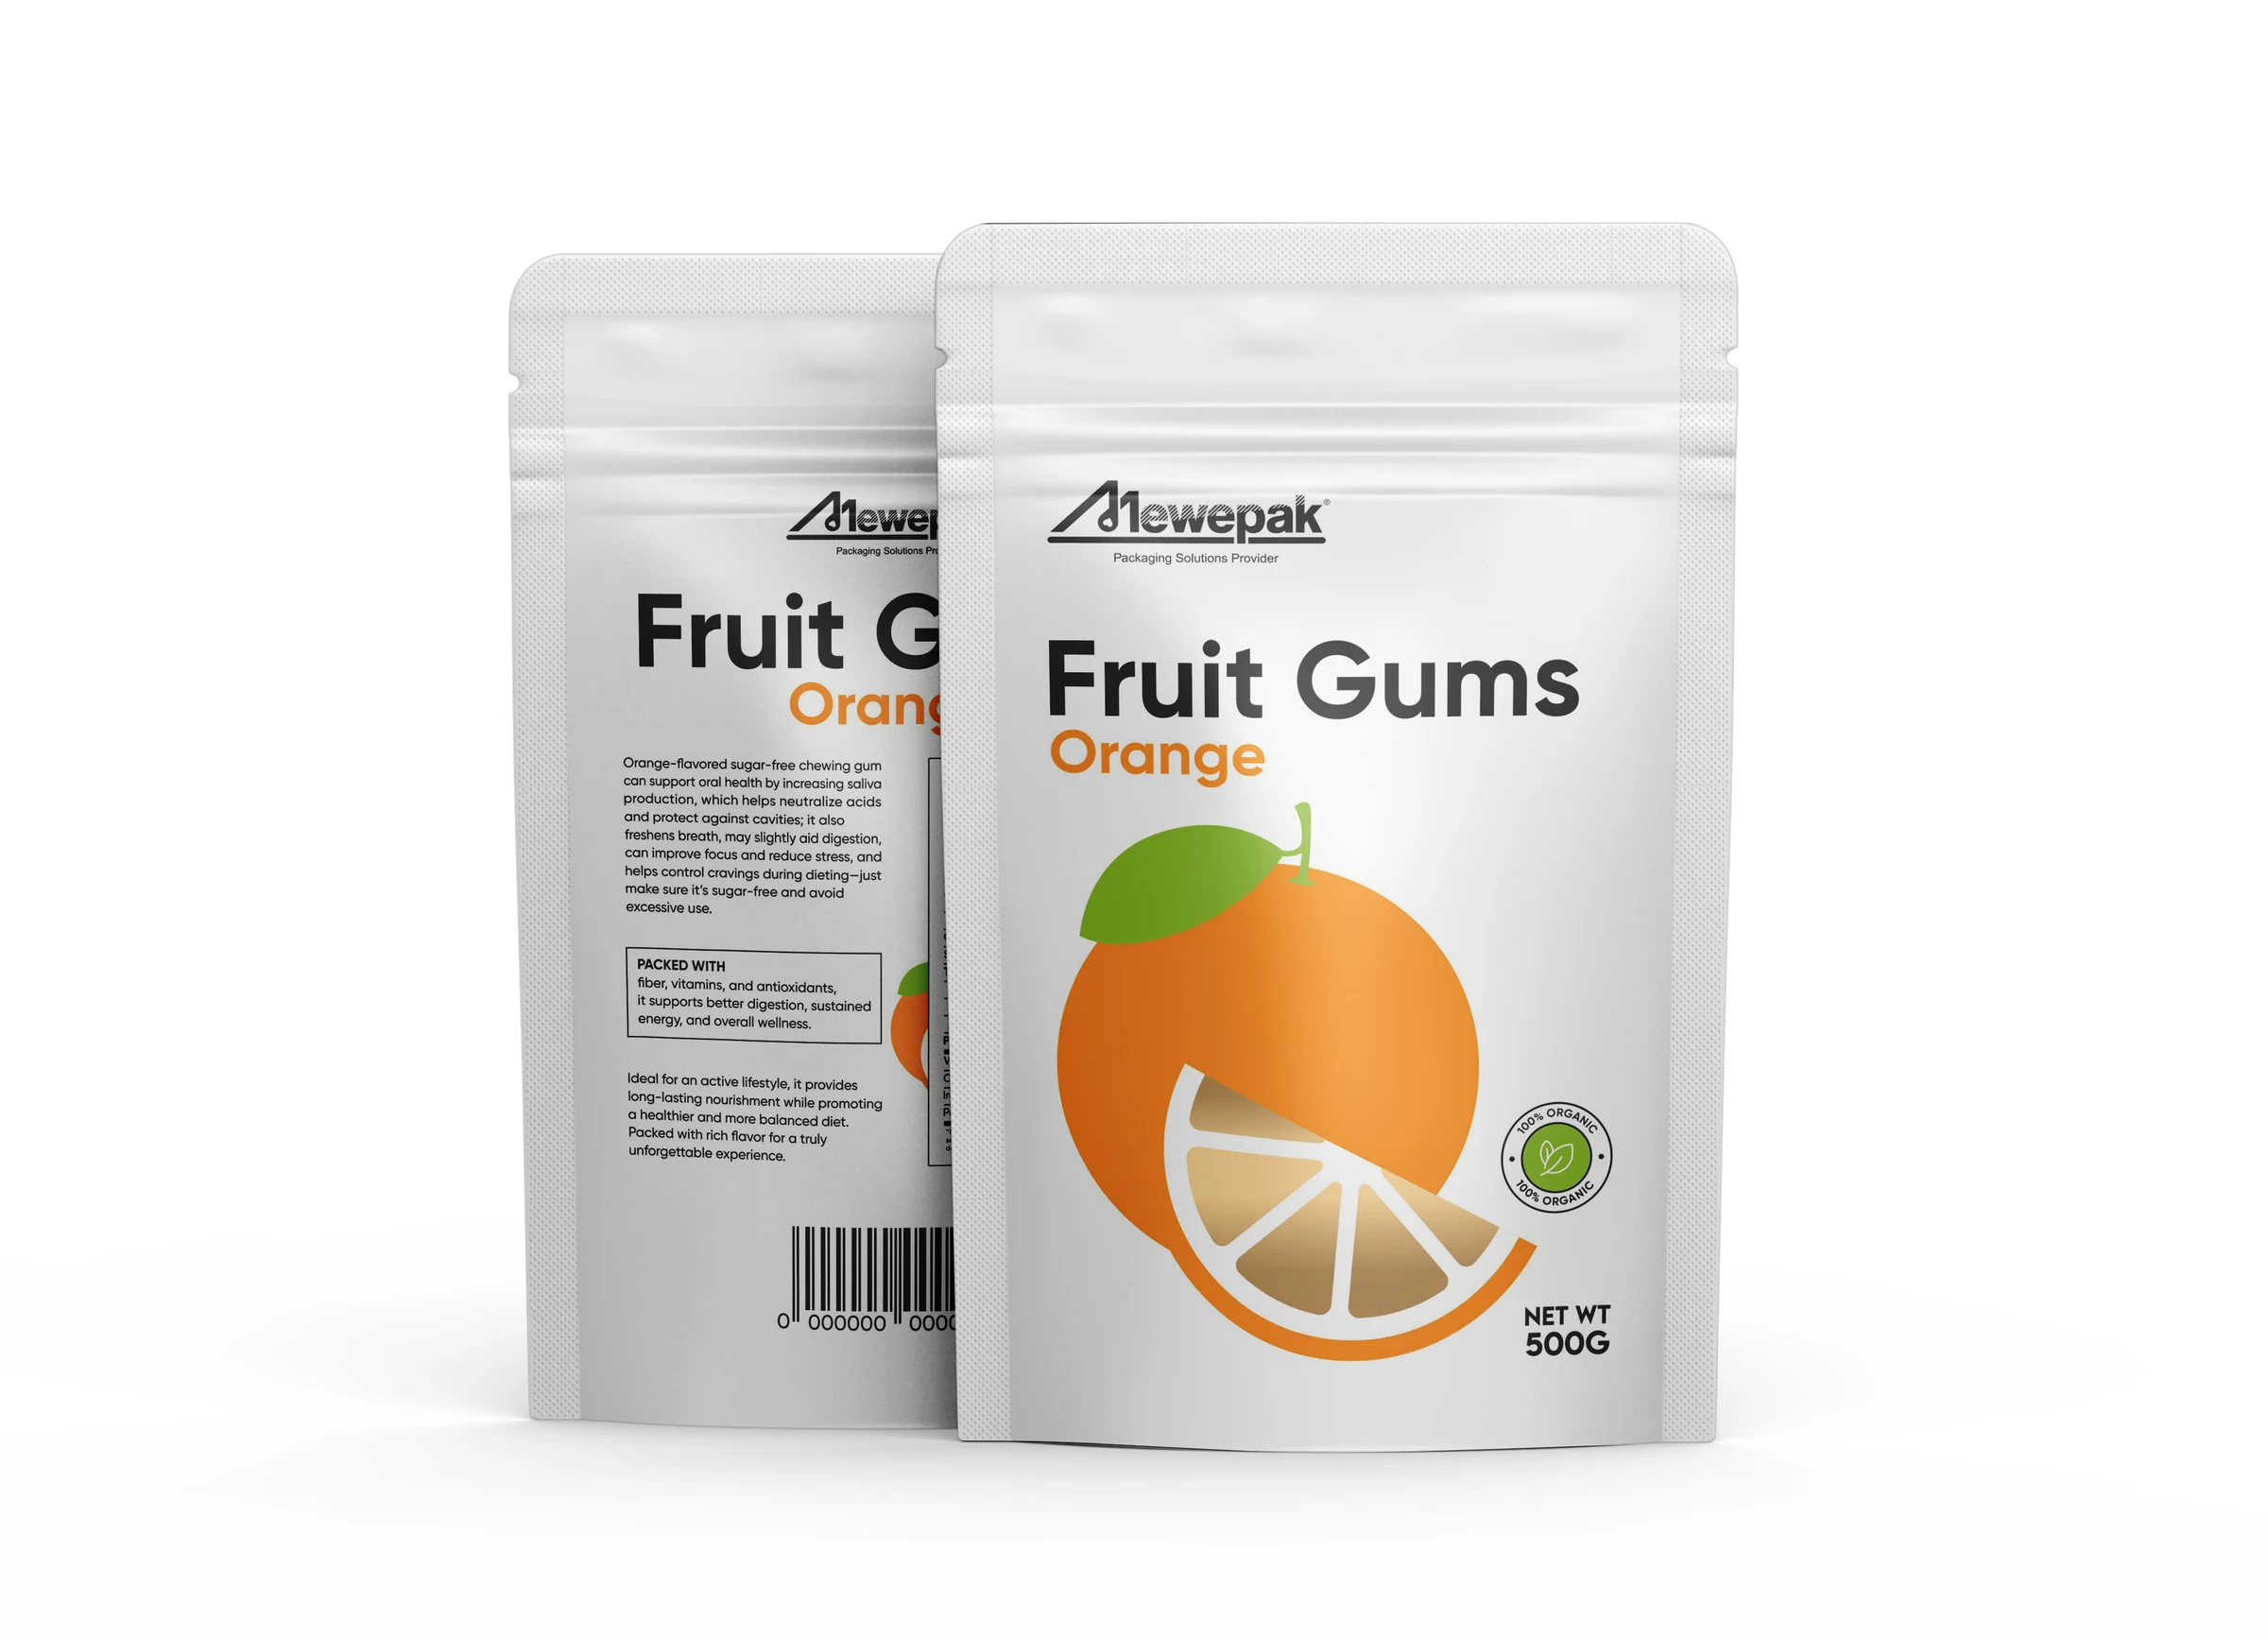 Mewepak®
Packaging Solutions Provider
Fruit Gums
Orange
100% ORGANIC
100% ORGANIC
NET WT
500G
Packaging Solutions
Fruit
Orange-flavored sugar-free chewing gum
can support oral health by increasing saliva
production, which helps neutralize acids
and protect against cavities; it also
freshens breath, may slightly aid digestion,
can improve focus and reduce stress, and
helps control cravings during dieting—just
make sure it's sugar-free and avoid
excessive use.
PACKED WITH
fiber, vitamins, and antioxidants,
it supports better digestion, sustained
energy, and overall wellness.
Ideal for an active lifestyle, it provides
long-lasting nourishment while promoting
a healthier and more balanced diet.
Packed with rich flavor for a truly
unforgettable experience.
0 000000